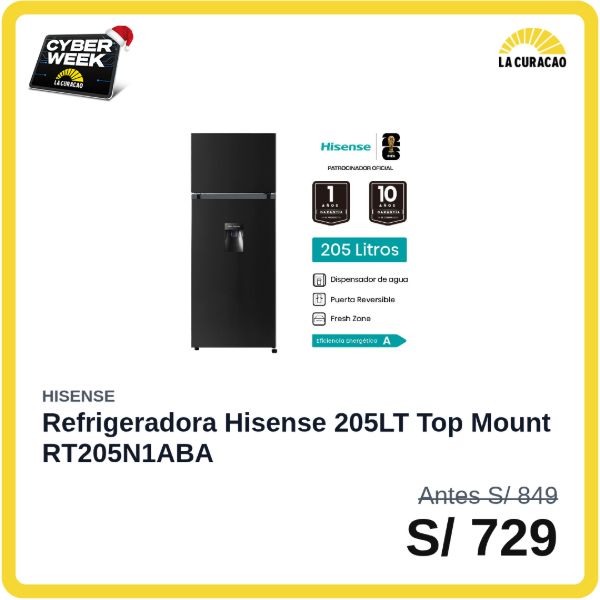 CYBER
WEEK
LA CURACAO
LA CURACAO
Hisense
PATROCINADOR OFICIAL
1
AÑOS
GARANTÍA
10
AÑOS
GARANTÍA
205 Litros
Dispensador de agua
Puerta Reversible
Fresh Zone
Eficiencia Energética A
HISENSE
Refrigeradora Hisense 205LT Top Mount
RT205N1ABA
Antes S/ 849
S/ 729